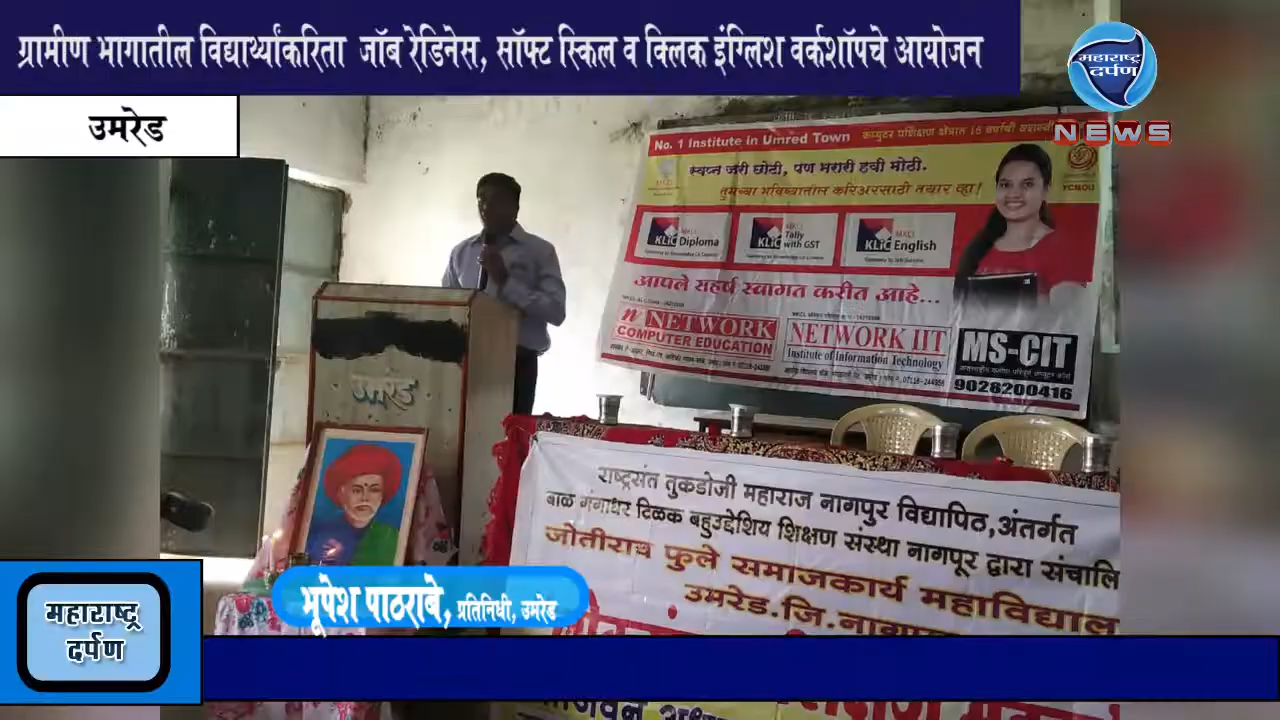 ग्रामीण भागातील विद्यार्थ्यांकरिता जॉब रेडिनेस, सॉफ्ट स्किल व क्लिक इंग्लिश वर्कशॉपचे आयोजन
महाराष्ट्र
दर्पण
NEWS
उमरेड
No. 1 Institute in Umred Town
स्वप्न जरी छोटी, पण भरारी हवी मोठी.
तुमच्या भविष्यातील करिअरसाठी तयार व्हा!
YCMOU
MKCL
KLiC Diploma
MKCL
KLiC Tally with GST
MKCL
KLiC English
आपले सहर्ष स्वागत करीत आहे...
NETWORK
COMPUTER EDUCATION
NETWORK IIT
Institute of Information Technology
MS-CIT
9028200416
उमरेड
राष्ट्रसंत तुकडोजी महाराज नागपुर विद्यापिठ,अंतर्गत
बाळ गंगाधर टिळक बहुउद्देशिय शिक्षण संस्था नागपूर द्वारा संचालि
जोतीराव फुले समाजकार्य महाविद्याल
उमरेड.जि.नागपू
भूपेश पाठराबे, प्रतिनिधी, उमरेड
महाराष्ट्र
दर्पण